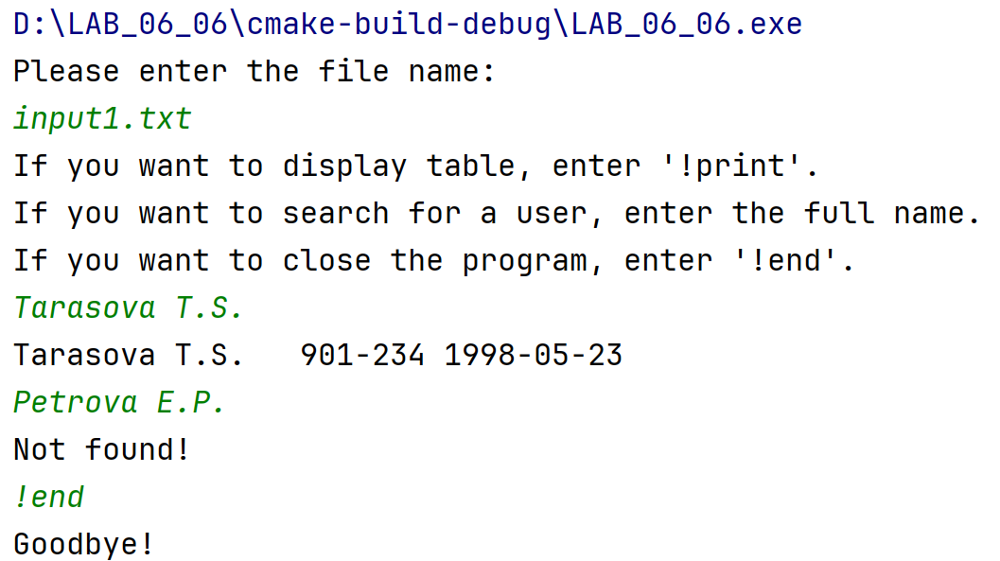 D:\LAB_06_06\cmake-build-debug\LAB_06_06.exe
Please enter the file name:
input1.txt
If you want to display table, enter '!print'.
If you want to search for a user, enter the full name.
If you want to close the program, enter '!end'.
Tarasova T.S.
Tarasova T.S.   901-234 1998-05-23
Petrova E.P.
Not found!
!end
Goodbye!